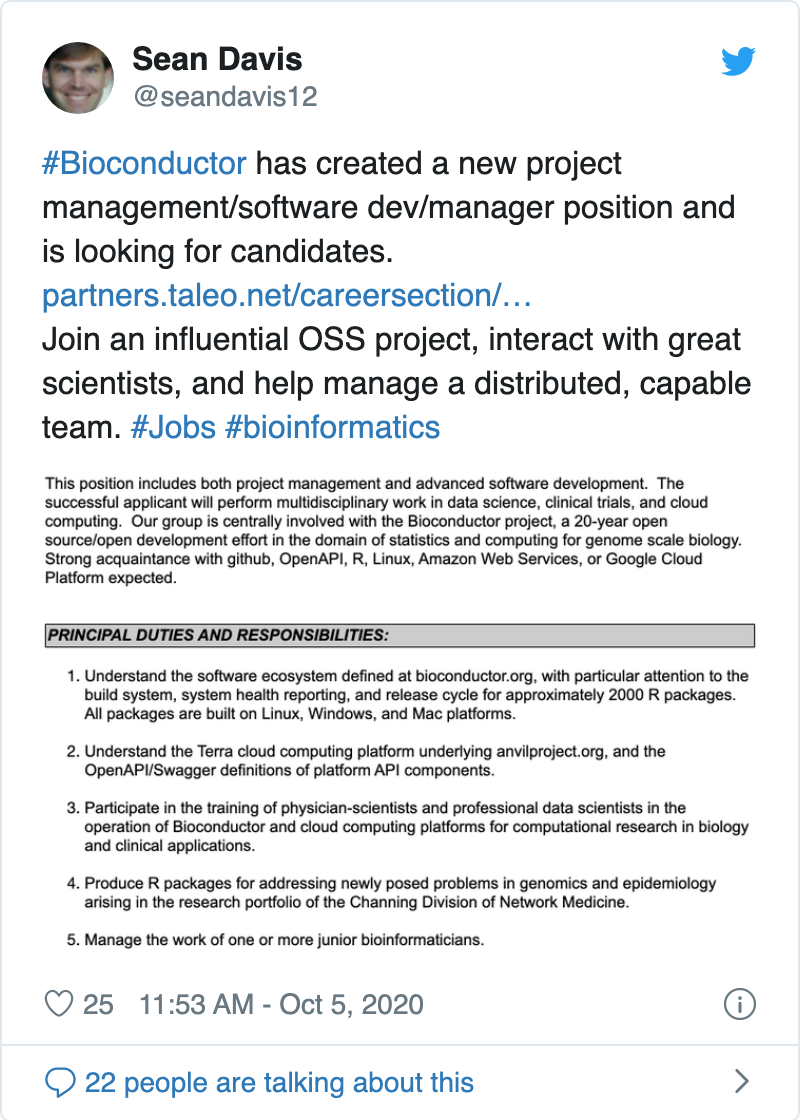 Sean Davis
@seandavis12
#Bioconductor has created a new project
management/software dev/manager position and
is looking for candidates.
partners.taleo.net/careersection/…
Join an influential OSS project, interact with great
scientists, and help manage a distributed, capable
team. #Jobs #bioinformatics
This position includes both project management and advanced software development. The
successful applicant will perform multidisciplinary work in data science, clinical trials, and cloud
computing. Our group is centrally involved with the Bioconductor project, a 20-year open
source/open development effort in the domain of statistics and computing for genome scale biology.
Strong acquaintance with github, OpenAPI, R, Linux, Amazon Web Services, or Google Cloud
Platform expected.
PRINCIPAL DUTIES AND RESPONSIBILITIES:
1. Understand the software ecosystem defined at bioconductor.org, with particular attention to the
build system, system health reporting, and release cycle for approximately 2000 R packages.
All packages are built on Linux, Windows, and Mac platforms.
2. Understand the Terra cloud computing platform underlying anvilproject.org, and the
OpenAPI/Swagger definitions of platform API components.
3. Participate in the training of physician-scientists and professional data scientists in the
operation of Bioconductor and cloud computing platforms for computational research in biology
and clinical applications.
4. Produce R packages for addressing newly posed problems in genomics and epidemiology
arising in the research portfolio of the Channing Division of Network Medicine.
5. Manage the work of one or more junior bioinformaticians.
25 11:53 AM - Oct 5, 2020
22 people are talking about this